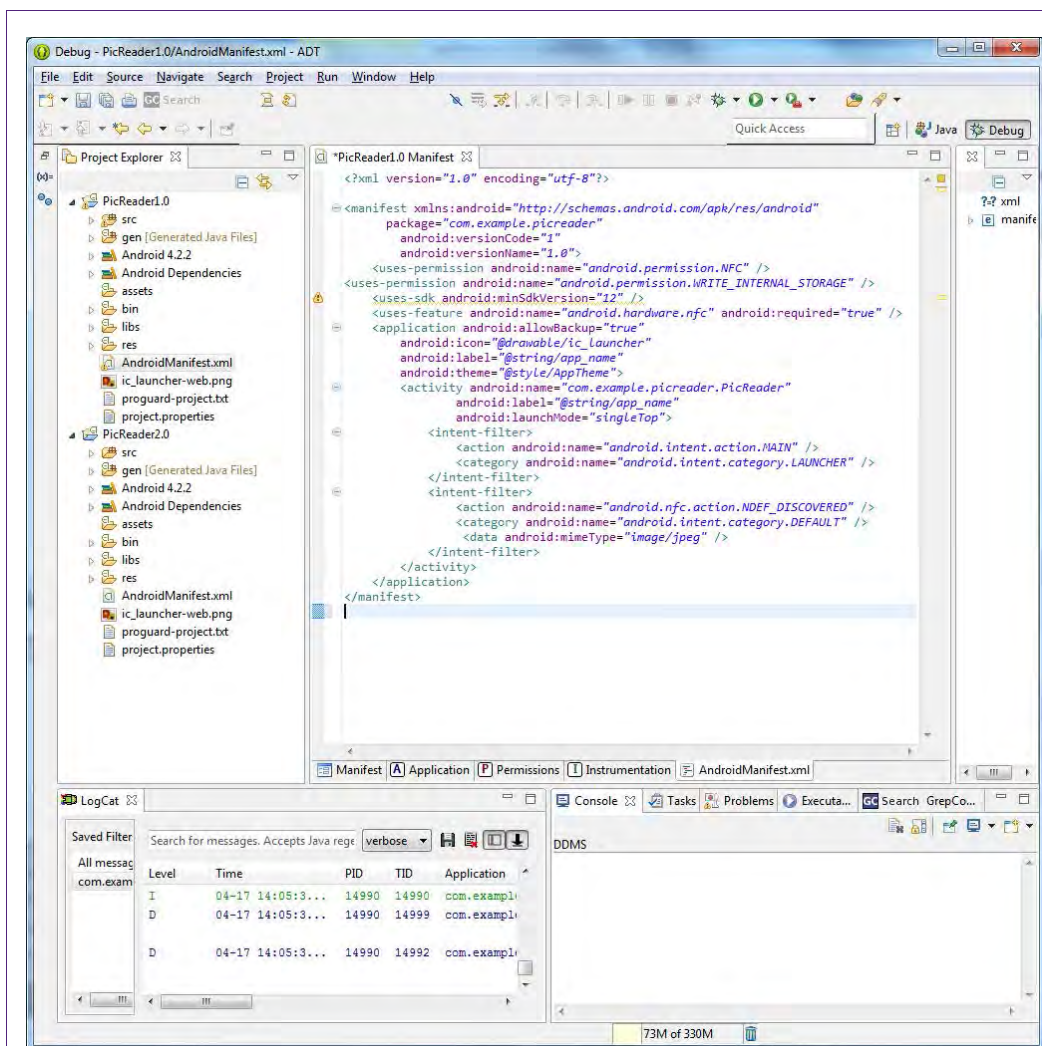 Debug - PicReader1.0/AndroidManifest.xml - ADT
File Edit Source Navigate Search Project Run Window Help
GC Search
Quick Access
Java
Debug
Project Explorer
PicReader1.0
src
gen [Generated Java Files]
Android 4.2.2
Android Dependencies
assets
bin
libs
res
AndroidManifest.xml
ic_launcher-web.png
proguard-project.txt
project.properties
PicReader2.0
src
gen [Generated Java Files]
Android 4.2.2
Android Dependencies
assets
bin
libs
res
AndroidManifest.xml
ic_launcher-web.png
proguard-project.txt
project.properties
*PicReader1.0 Manifest
<?xml version="1.0" encoding="utf-8"?>
<manifest xmlns:android="http://schemas.android.com/apk/res/android"
package="com.example.picreader"
android:versionCode="1"
android:versionName="1.0">
<uses-permission android:name="android.permission.NFC" />
<uses-permission android:name="android.permission.WRITE_INTERNAL_STORAGE" />
<uses-sdk android:minSdkVersion="12" />
<uses-feature android:name="android.hardware.nfc" android:required="true" />
<application android:allowBackup="true"
android:icon="@drawable/ic_launcher"
android:label="@string/app_name"
android:theme="@style/AppTheme">
<activity android:name="com.example.picreader.PicReader"
android:label="@string/app_name"
android:launchMode="singleTop">
<intent-filter>
<action android:name="android.intent.action.MAIN" />
<category android:name="android.intent.category.LAUNCHER" />
</intent-filter>
<intent-filter>
<action android:name="android.nfc.action.NDEF_DISCOVERED" />
<category android:name="android.intent.category.DEFAULT" />
<data android:mimeType="image/jpeg" />
</intent-filter>
</activity>
</application>
</manifest>
Manifest A Application P Permissions I Instrumentation AndroidManifest.xml
?-? xml
e manife
LogCat
Saved Filter
All messag
com.exam
Search for messages. Accepts Java rege verbose
Level Time PID TID Application
I 04-17 14:05:3... 14990 14990 com.exampl
D 04-17 14:05:3... 14990 14999 com.exampl
D 04-17 14:05:3... 14990 14992 com.exampl
Console Tasks Problems Executa... GC Search GrepCo...
DDMS
73M of 330M